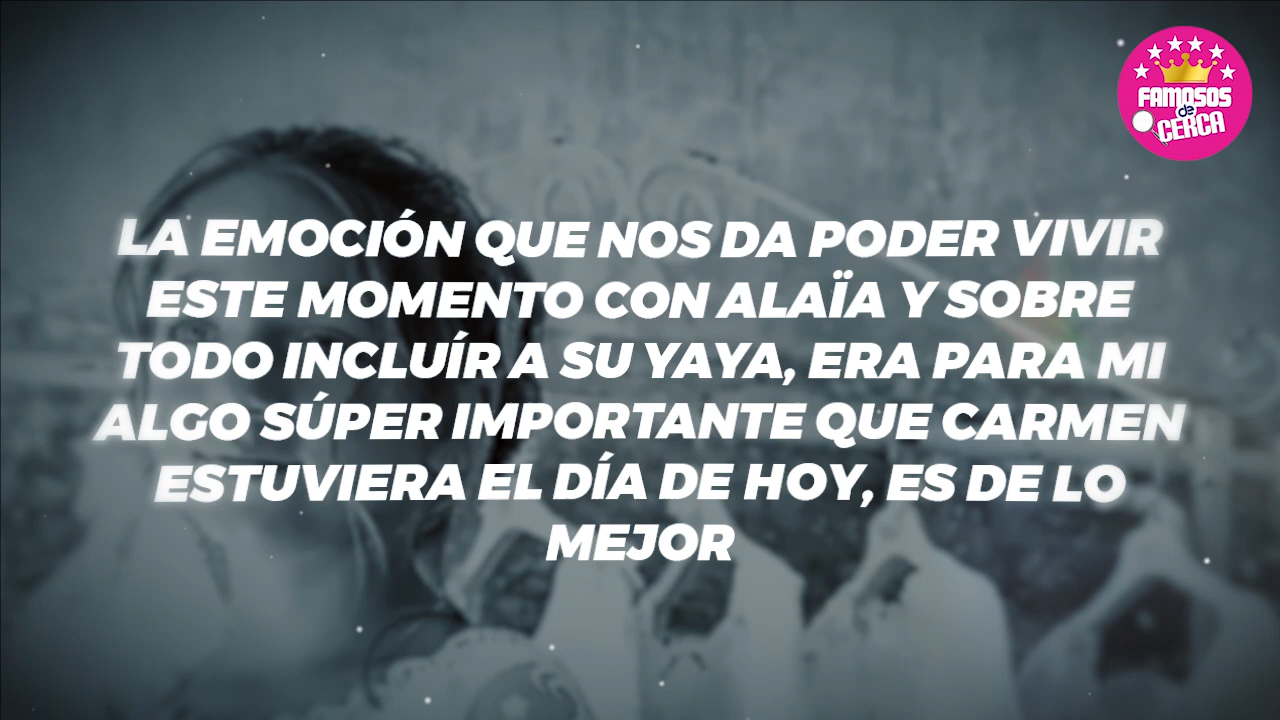 FAMOSOS
de
CERCA
LA EMOCIÓN QUE NOS DA PODER VIVIR
ESTE MOMENTO CON ALAÏA Y SOBRE
TODO INCLUÍR A SU YAYA, ERA PARA MI
ALGO SÚPER IMPORTANTE QUE CARMEN
ESTUVIERA EL DÍA DE HOY, ES DE LO
MEJOR